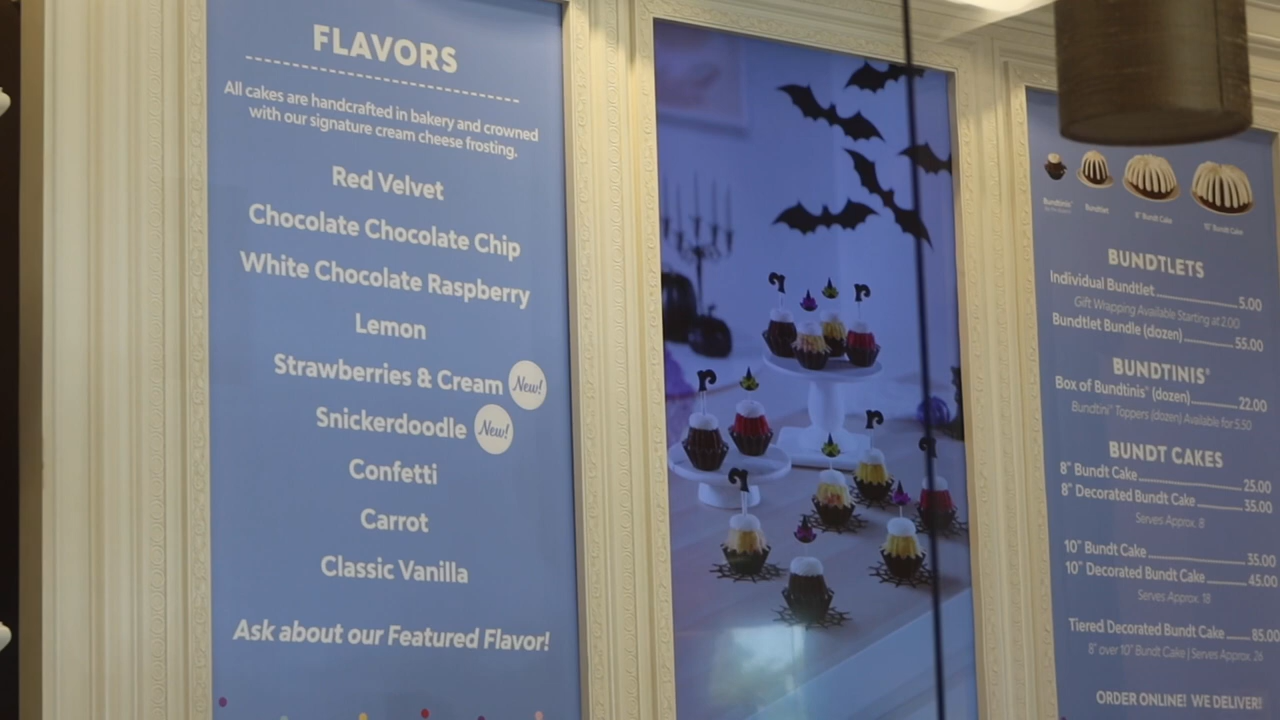 FLAVORS
All cakes are handcrafted in bakery and crowned
with our signature cream cheese frosting.
Red Velvet
Chocolate Chocolate Chip
White Chocolate Raspberry
Lemon
Strawberries & Cream New!
Snickerdoodle New!
Confetti
Carrot
Classic Vanilla
Ask about our Featured Flavor!
Bundtinis® Bundtlet 8" Bundt Cake 10" Bundt Cake
BUNDTLETS
Individual Bundtlet 5.00
Gift Wrapping Available Starting at 2.00
Bundtlet Bundle (dozen) 55.00
BUNDTINIS®
Box of Bundtinis® (dozen) 22.00
Bundtini® Toppers (dozen) Available for 5.50
BUNDT CAKES
8" Bundt Cake 25.00
8" Decorated Bundt Cake 35.00
Serves Approx. 8
10" Bundt Cake 35.00
10" Decorated Bundt Cake 45.00
Serves Approx. 18
Tiered Decorated Bundt Cake 85.00
8" over 10" Bundt Cake | Serves Approx. 26
ORDER ONLINE! WE DELIVER!